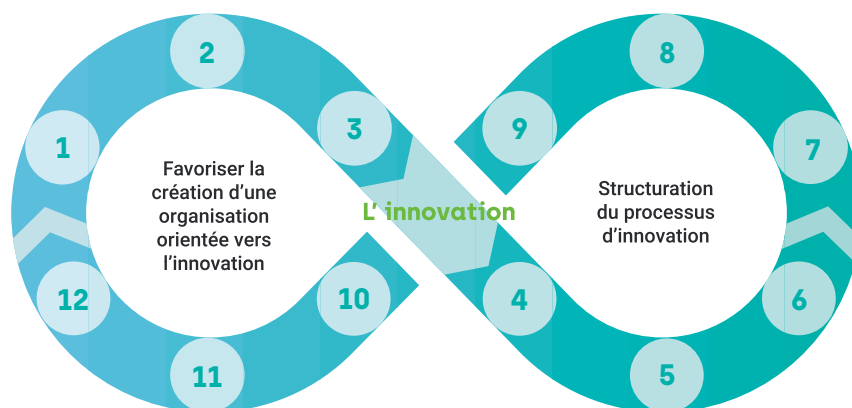 2
8
3
9
1
7
Favoriser la
création d’une
organisation
orientée vers
l’innovation
L’ innovation
Structuration
du processus
d’innovation
12
10
4
6
11
5